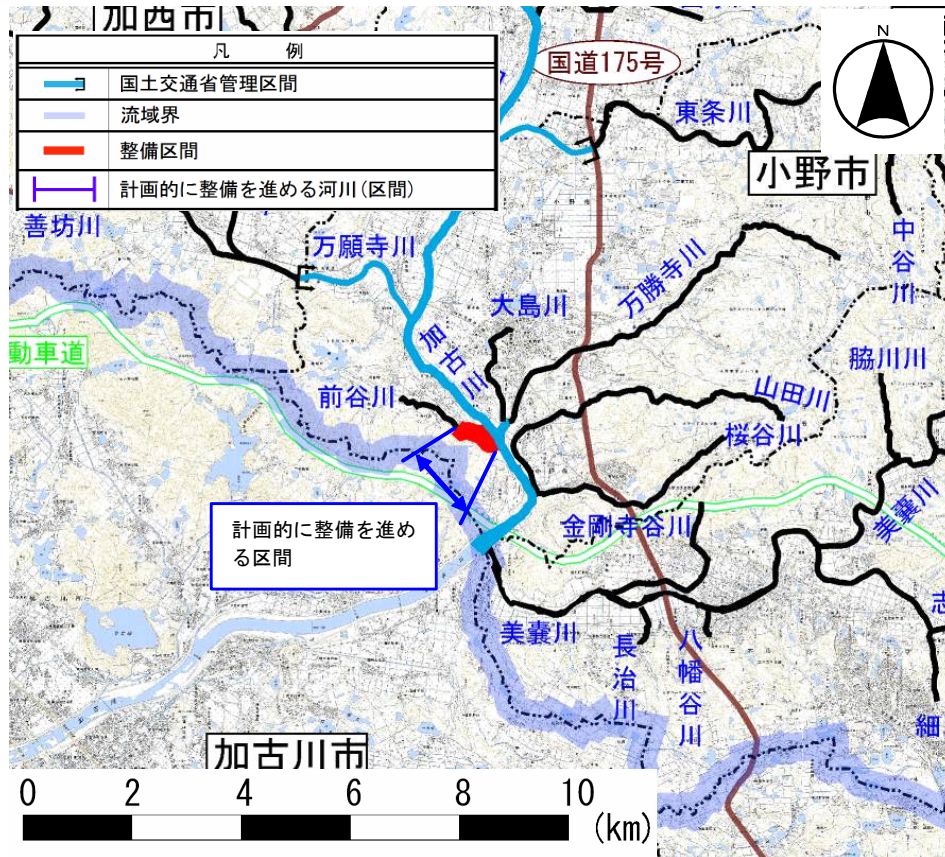 加西市
凡 例
国土交通省管理区間
流域界
整備区間
計画的に整備を進める河川(区間)
国道175号
N
東条川
小野市
善坊川
万願寺川
中谷川
大島川
万勝寺川
加古川
動車道
脇川川
前谷川
山田川
桜谷川
計画的に整備を進め
る区間
金剛寺谷川
美嚢川
志
美嚢川
長治川
八幡谷川
細
加古川市
0 2 4 6 8 10
(km)